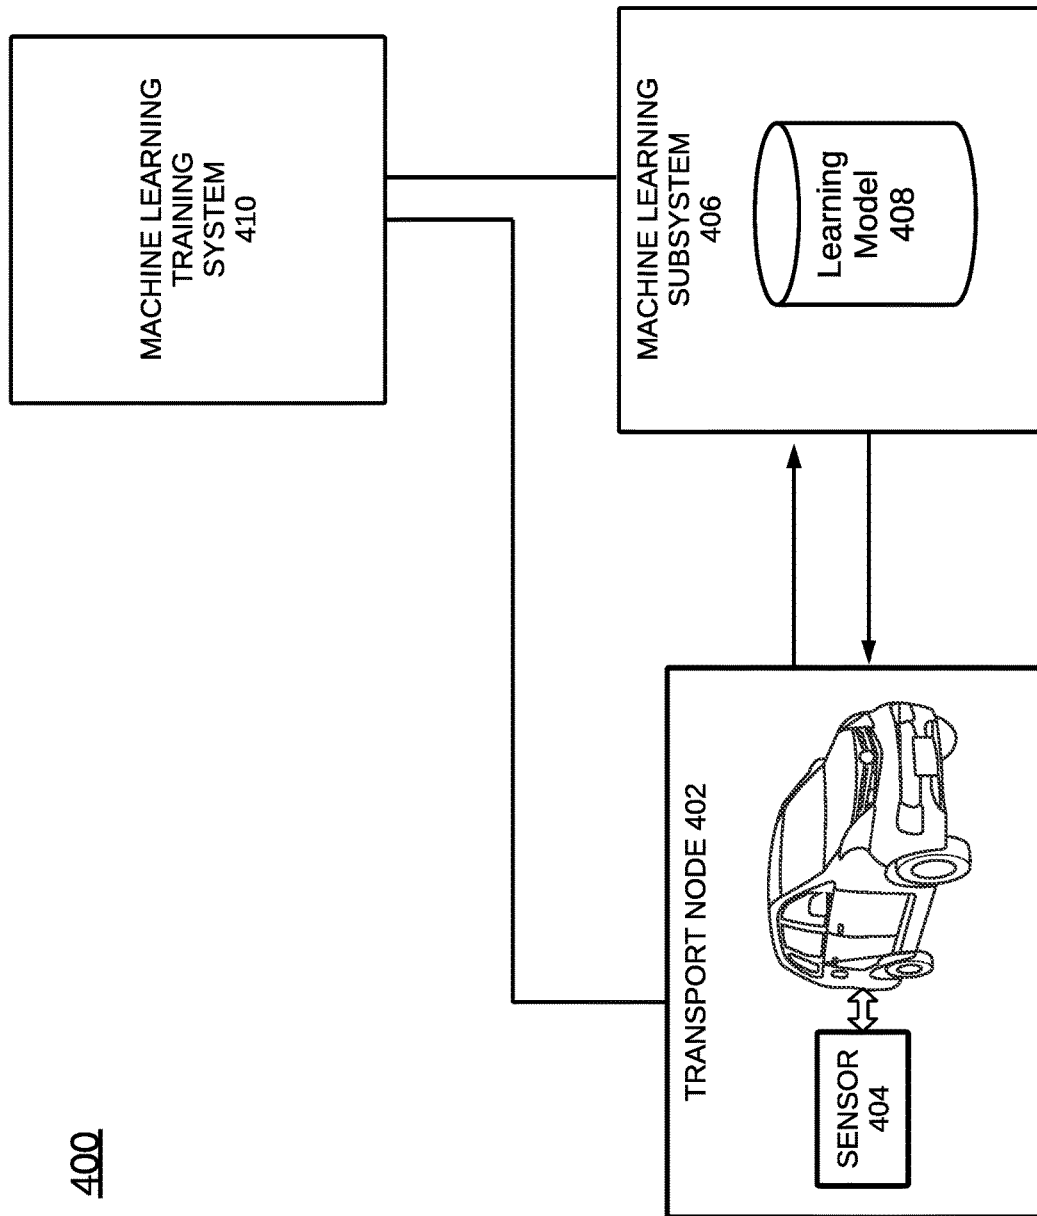 400
MACHINE LEARNING
TRAINING
SYSTEM
410
MACHINE LEARNING
SUBSYSTEM
406
Learning
Model
408
TRANSPORT NODE 402
SENSOR
404